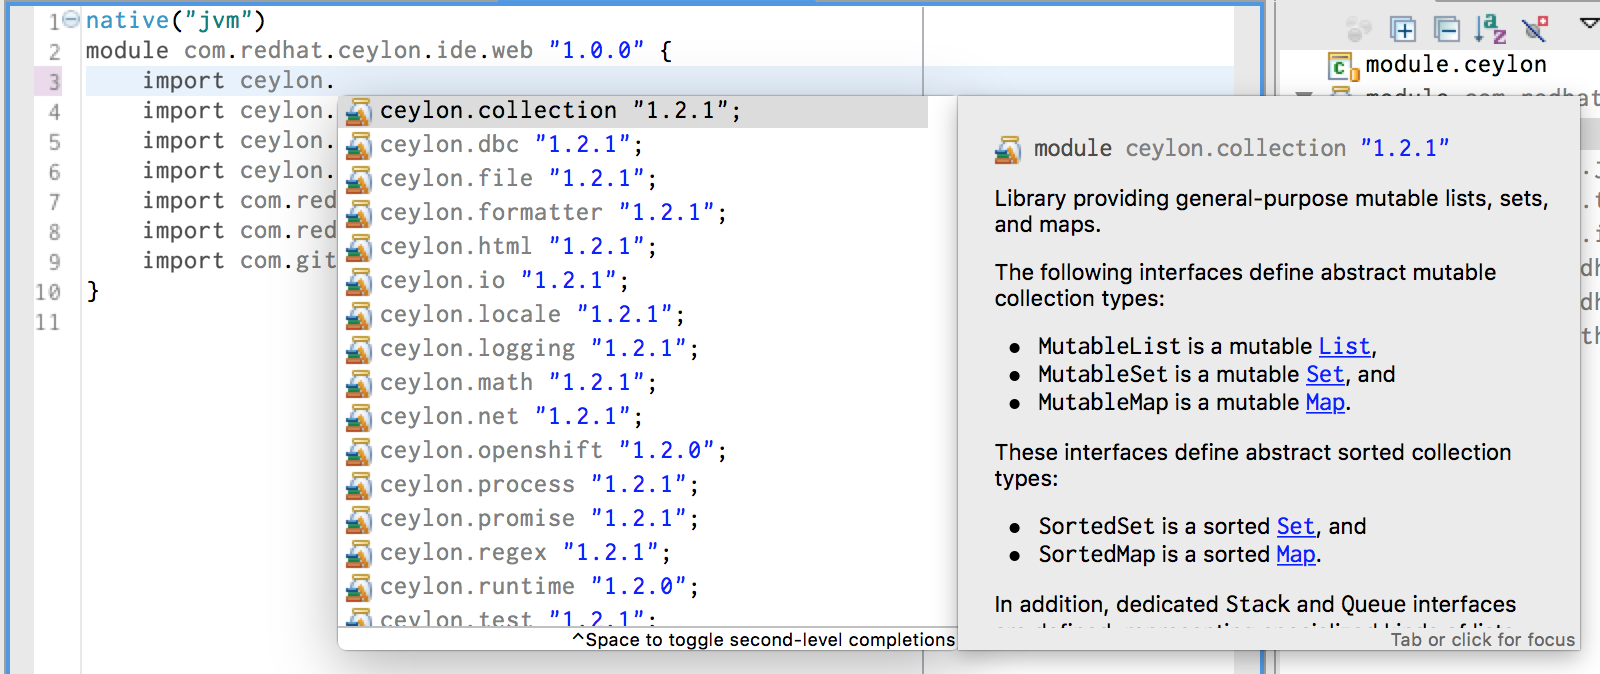 1 native("jvm")
2 module com.redhat.ceylon.ide.web "1.0.0" {
3 import ceylon.
4 import ceylon.
5 import ceylon.
6 import ceylon.
7 import com.red
8 import com.red
9 import com.git
10 }
11
ceylon.collection "1.2.1";
ceylon.dbc "1.2.1";
ceylon.file "1.2.1";
ceylon.formatter "1.2.1";
ceylon.html "1.2.1";
ceylon.io "1.2.1";
ceylon.locale "1.2.1";
ceylon.logging "1.2.1";
ceylon.math "1.2.1";
ceylon.net "1.2.1";
ceylon.openshift "1.2.0";
ceylon.process "1.2.1";
ceylon.promise "1.2.1";
ceylon.regex "1.2.1";
ceylon.runtime "1.2.0";
ceylon.test "1.2.1";
^Space to toggle second-level completions
module ceylon.collection "1.2.1"
Library providing general-purpose mutable lists, sets,
and maps.
The following interfaces define abstract mutable
collection types:
• MutableList is a mutable List,
• MutableSet is a mutable Set, and
• MutableMap is a mutable Map.
These interfaces define abstract sorted collection
types:
• SortedSet is a sorted Set, and
• SortedMap is a sorted Map.
In addition, dedicated Stack and Queue interfaces
Tab or click for focus
module.ceylon